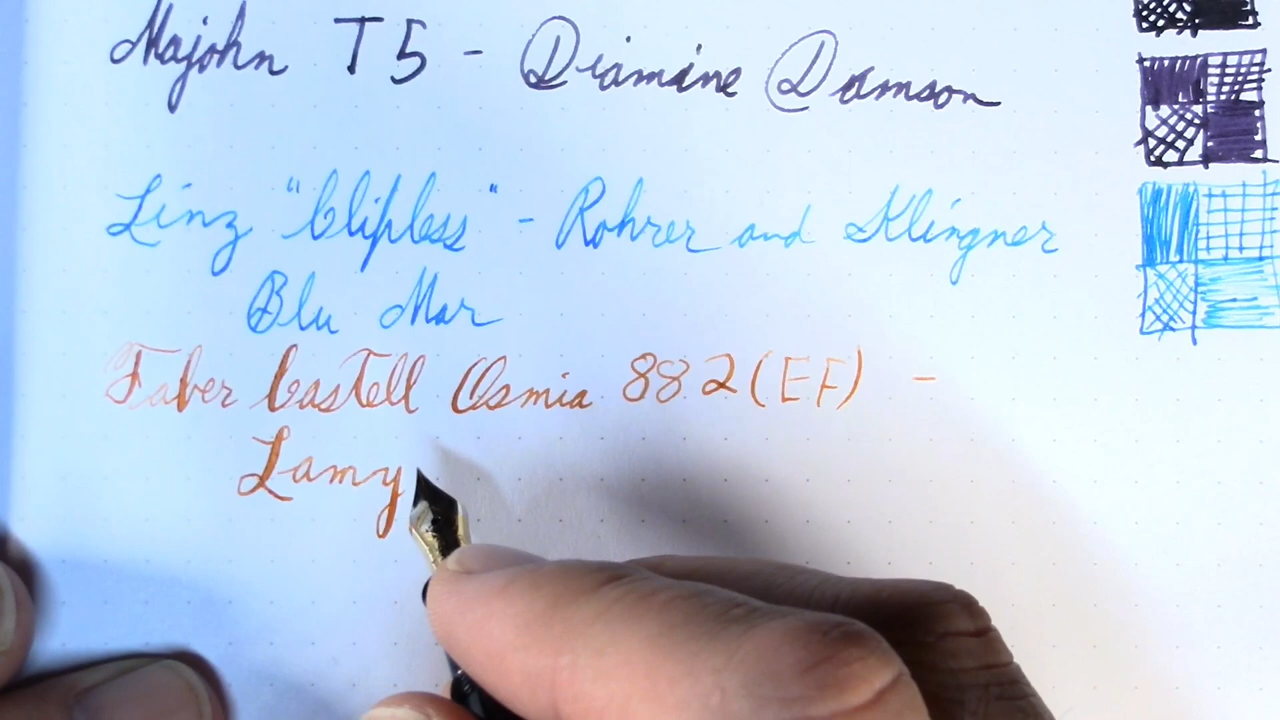 Majohn T5 - Diamine Damson
Linz "Clipless" - Rohrer and Klingner
Blu Mar
Faber Castell Osmia 882 (EF) -
Lamy